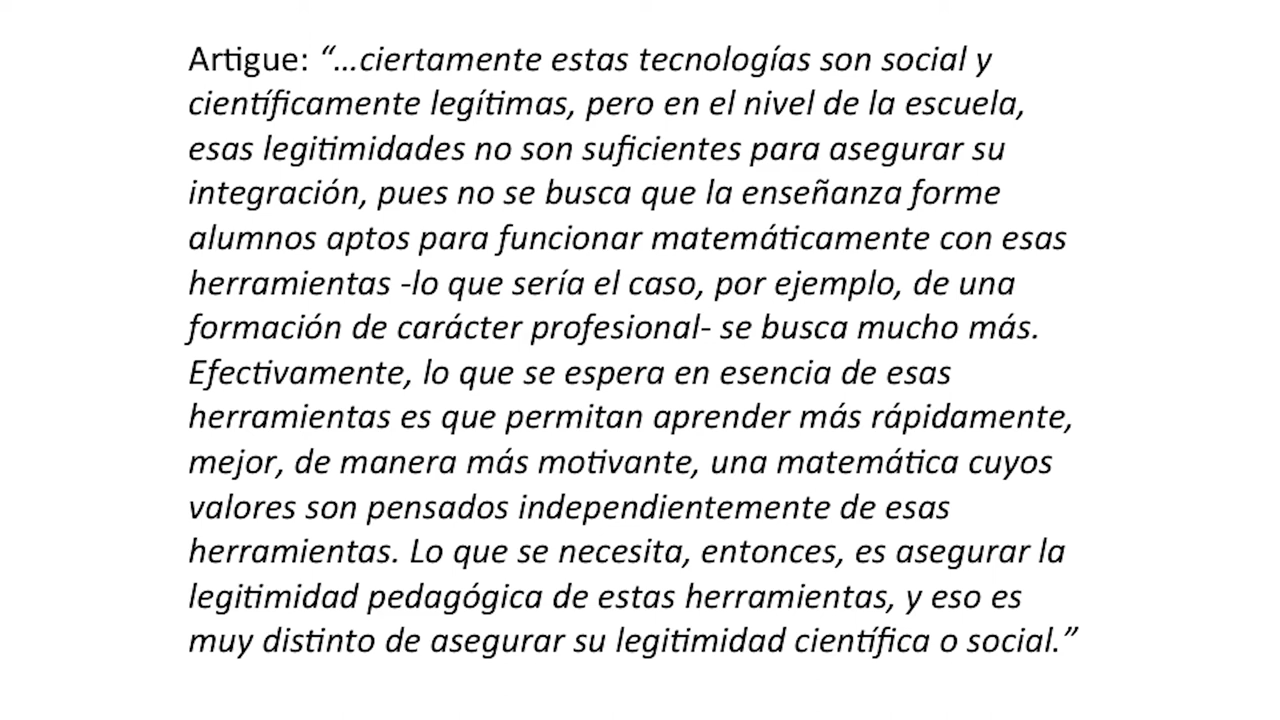 Artigue: “…ciertamente estas tecnologías son social y
científicamente legítimas, pero en el nivel de la escuela,
esas legitimidades no son suficientes para asegurar su
integración, pues no se busca que la enseñanza forme
alumnos aptos para funcionar matemáticamente con esas
herramientas -lo que sería el caso, por ejemplo, de una
formación de carácter profesional- se busca mucho más.
Efectivamente, lo que se espera en esencia de esas
herramientas es que permitan aprender más rápidamente,
mejor, de manera más motivante, una matemática cuyos
valores son pensados independientemente de esas
herramientas. Lo que se necesita, entonces, es asegurar la
legitimidad pedagógica de estas herramientas, y eso es
muy distinto de asegurar su legitimidad científica o social.”